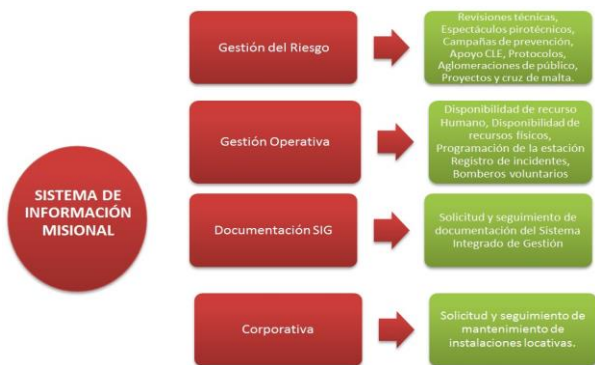 SISTEMA DE
INFORMACIÓN
MISIONAL
Gestión del Riesgo
Revisiones técnicas,
Espectáculos pirotécnicos,
Campañas de prevención,
Apoyo CLE, Protocolos,
Aglomeraciones de público,
Proyectos y cruz de malta.
Gestión Operativa
Disponibilidad de recurso
Humano, Disponibilidad de
recursos físicos,
Programación de la estación
Registro de incidentes,
Bomberos voluntarios
Documentación SIG
Solicitud y seguimiento de
documentación del Sistema
Integrado de Gestión
Corporativa
Solicitud y seguimiento de
mantenimiento de
instalaciones locativas.